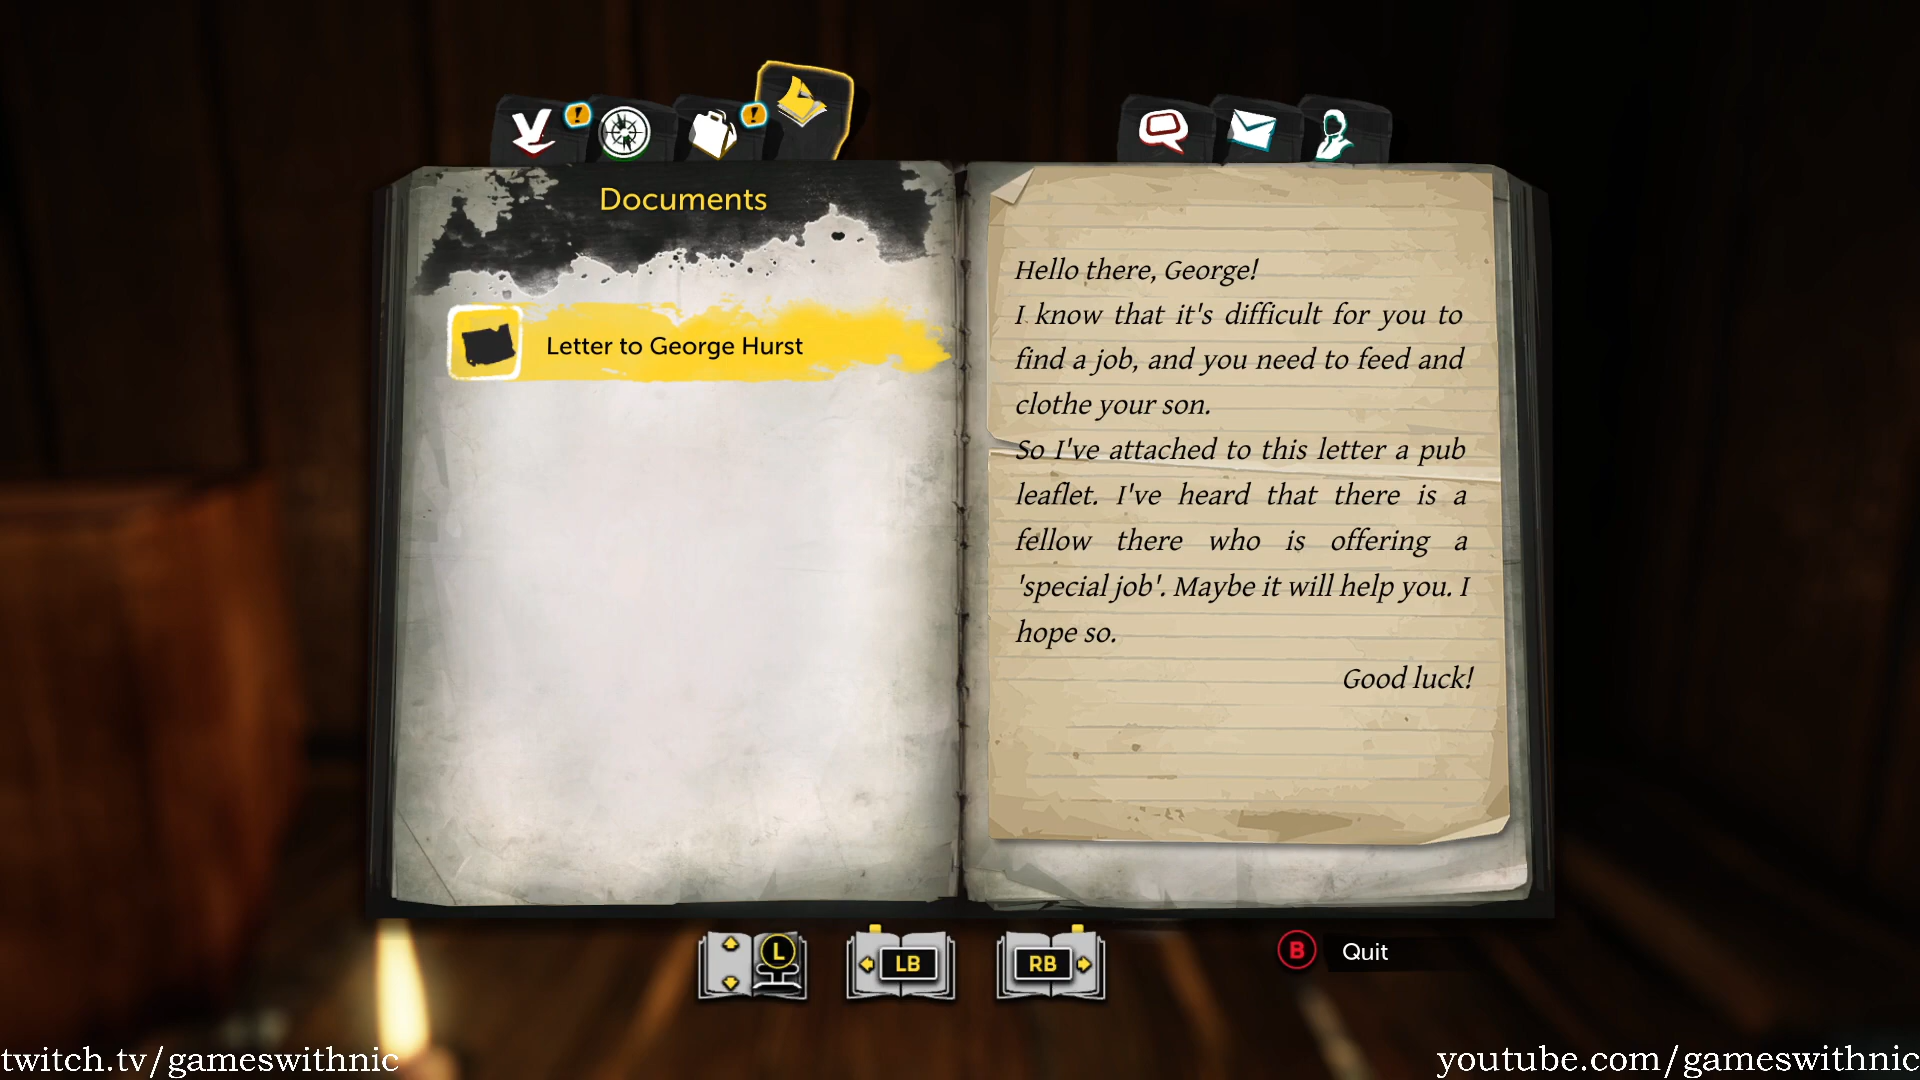 Documents
Letter to George Hurst
Hello there, George!
I know that it's difficult for you to
find a job, and you need to feed and
clothe your son.
So I've attached to this letter a pub
leaflet. I've heard that there is a
fellow there who is offering a
'special job'. Maybe it will help you. I
hope so.
Good luck!
L
LB
RB
B Quit
twitch.tv/gameswithnic
youtube.com/gameswithnic